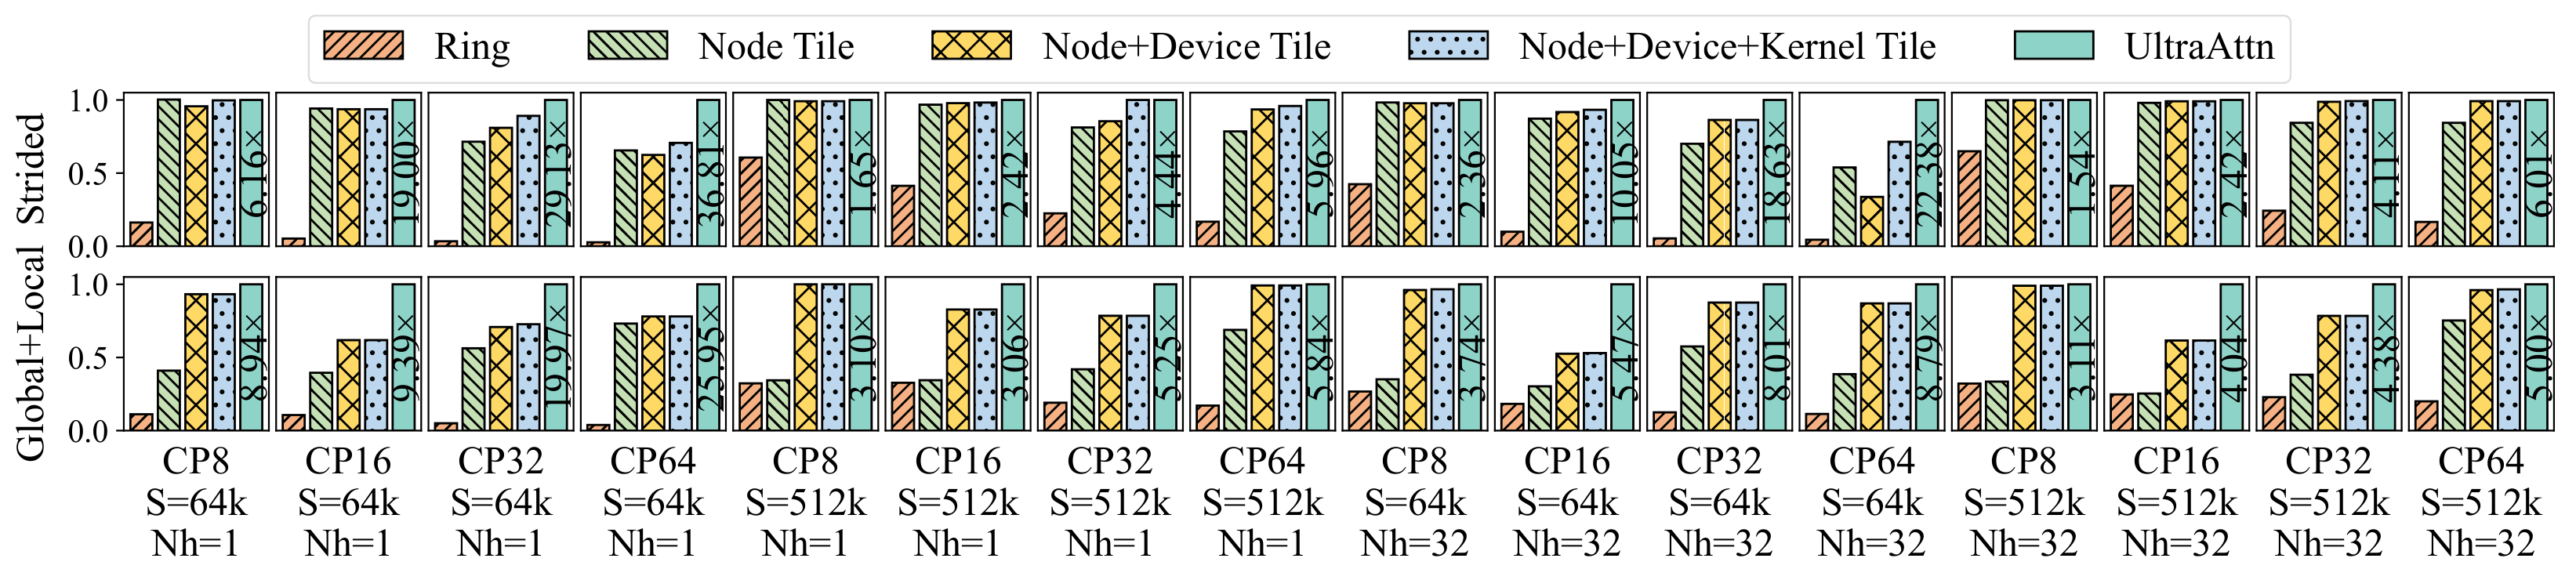 Ring Node Tile Node+Device Tile Node+Device+Kernel Tile UltraAttn
Strided
1.0
0.5
0.0
6.16× 19.00× 29.13× 36.81× 1.65× 2.42× 4.44× 5.96× 2.36× 10.05× 18.63× 22.38× 1.54× 2.42× 4.11× 6.01×
Global+Local
1.0
0.5
0.0
8.94× 9.39× 19.97× 25.95× 3.10× 3.06× 5.25× 5.84× 3.74× 5.47× 8.01× 8.79× 3.11× 4.04× 4.38× 5.00×
CP8 CP16 CP32 CP64 CP8 CP16 CP32 CP64 CP8 CP16 CP32 CP64 CP8 CP16 CP32 CP64
S=64k S=64k S=64k S=64k S=512k S=512k S=512k S=512k S=64k S=64k S=64k S=64k S=512k S=512k S=512k S=512k
Nh=1 Nh=1 Nh=1 Nh=1 Nh=1 Nh=1 Nh=1 Nh=1 Nh=32 Nh=32 Nh=32 Nh=32 Nh=32 Nh=32 Nh=32 Nh=32